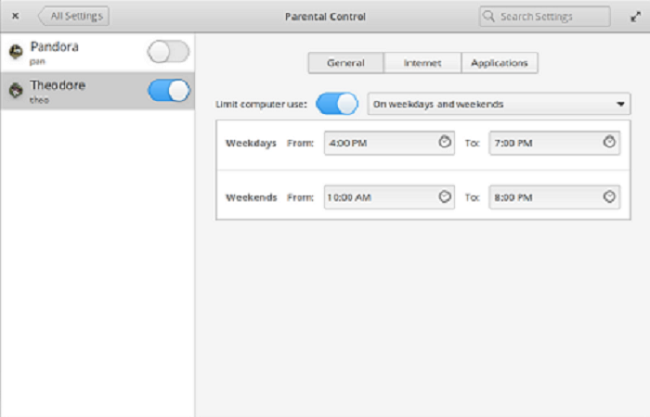 × All Settings Parental Control Search Settings
Pandora
pan
Theodore
theo
General Internet Applications
Limit computer use: On weekdays and weekends
Weekdays From: 4:00 PM To: 7:00 PM
Weekends From: 10:00 AM To: 8:00 PM